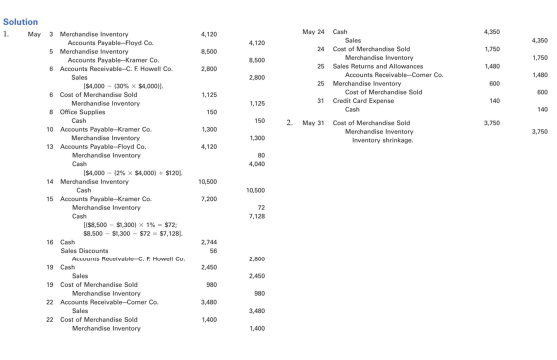 Solution
1. May 3 Merchandise Inventory 4,120
Accounts Payable—Floyd Co. 4,120
5 Merchandise Inventory 8,500
Accounts Payable—Kramer Co. 8,500
6 Accounts Receivable—C. F. Howell Co. 2,800
Sales 2,800
[$4,000 − (30% × $4,000)].
6 Cost of Merchandise Sold 1,125
Merchandise Inventory 1,125
8 Office Supplies 150
Cash 150
10 Accounts Payable—Kramer Co. 1,300
Merchandise Inventory 1,300
13 Accounts Payable—Floyd Co. 4,120
Merchandise Inventory 80
Cash 4,040
[$4,000 − (2% × $4,000) + $120].
14 Merchandise Inventory 10,500
Cash 10,500
15 Accounts Payable—Kramer Co. 7,200
Merchandise Inventory 72
Cash 7,128
[($8,500 − $1,300) × 1% = $72;
$8,500 − $1,300 − $72 = $7,128].
16 Cash 2,744
Sales Discounts 56
Accounts Receivable—C. F. Howell Co. 2,800
19 Cash 2,450
Sales 2,450
19 Cost of Merchandise Sold 980
Merchandise Inventory 980
22 Accounts Receivable—Comer Co. 3,480
Sales 3,480
22 Cost of Merchandise Sold 1,400
Merchandise Inventory 1,400
May 24 Cash 4,350
Sales 4,350
24 Cost of Merchandise Sold 1,750
Merchandise Inventory 1,750
25 Sales Returns and Allowances 1,480
Accounts Receivable—Comer Co. 1,480
25 Merchandise Inventory 600
Cost of Merchandise Sold 600
31 Credit Card Expense 140
Cash 140
2. May 31 Cost of Merchandise Sold 3,750
Merchandise Inventory 3,750
Inventory shrinkage.